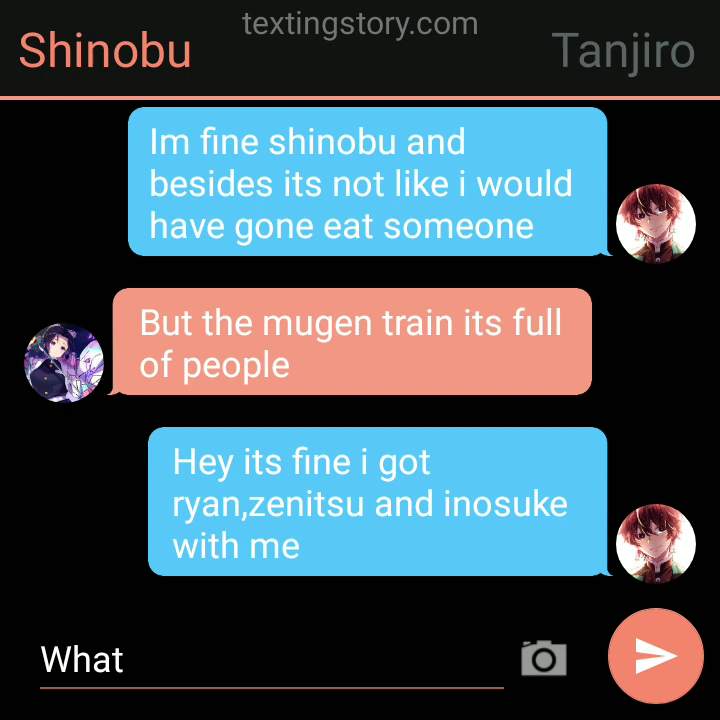 textingstory.com
Shinobu
Tanjiro
Im fine shinobu and
besides its not like i would
have gone eat someone
But the mugen train its full
of people
Hey its fine i got
ryan,zenitsu and inosuke
with me
What